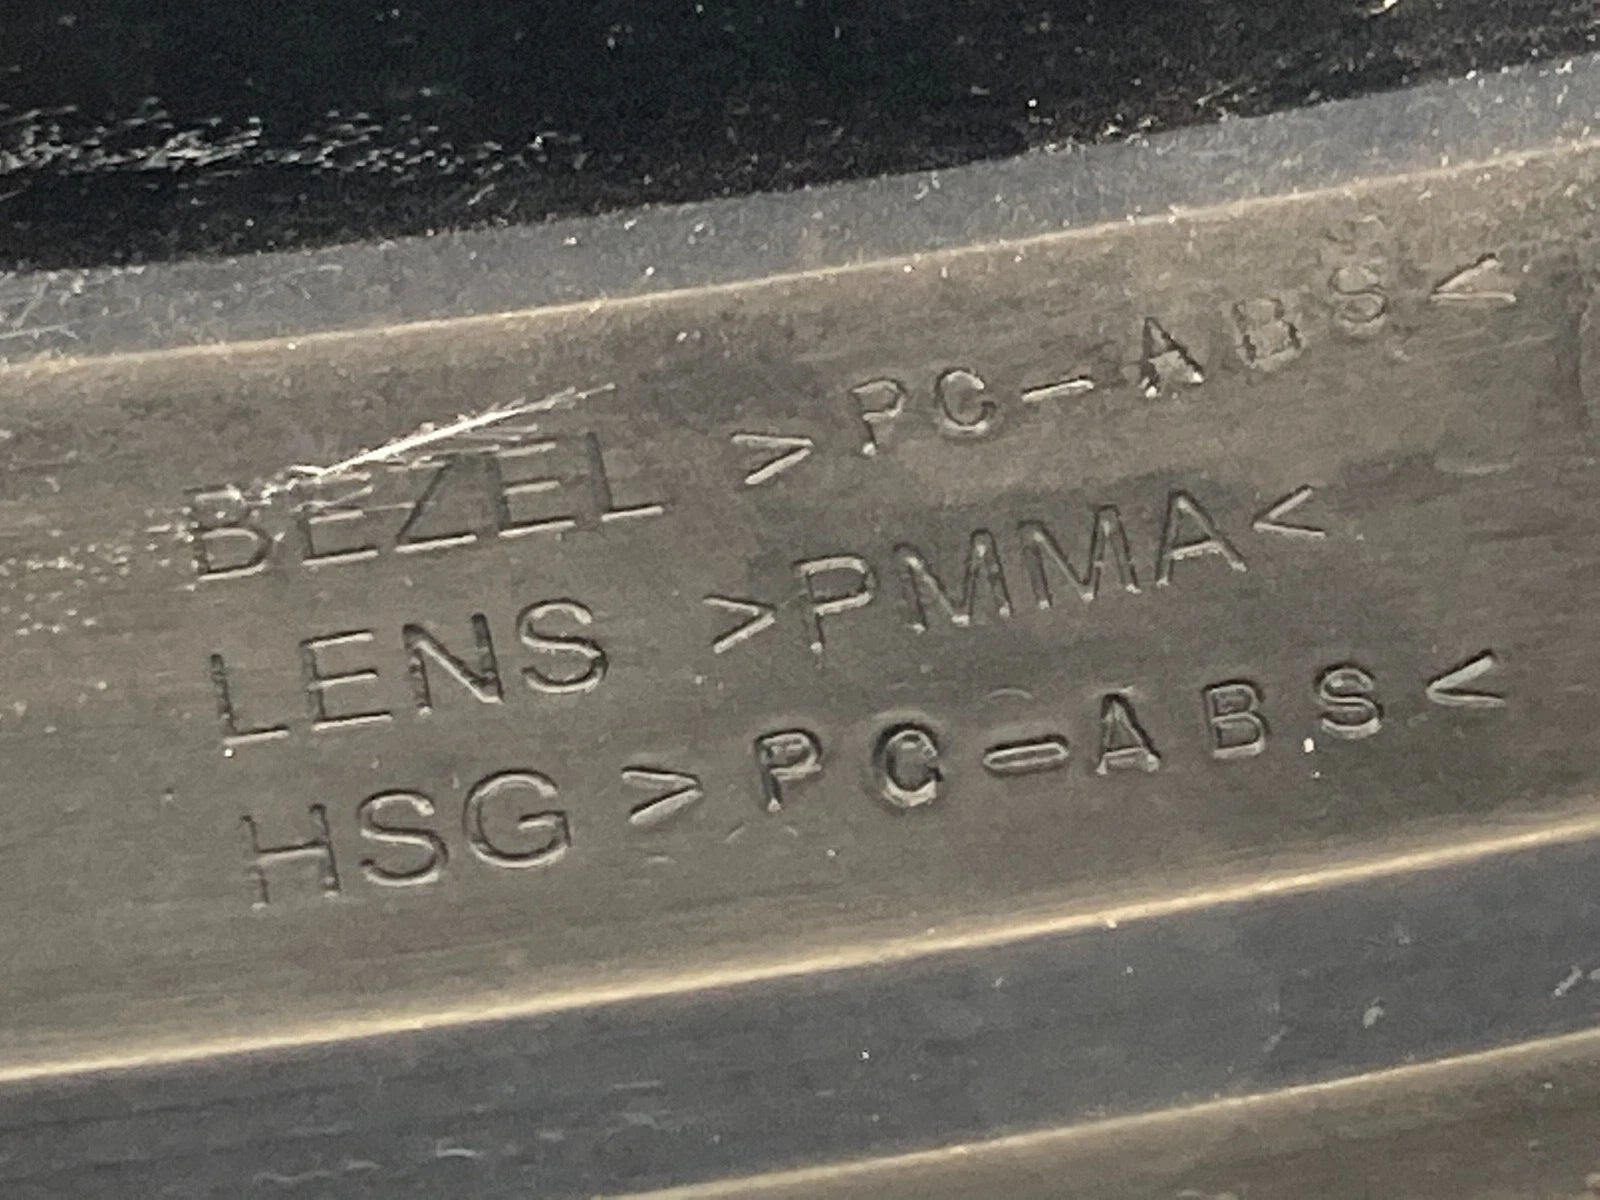 BEZEL >PC-ABS<
LENS >PMMA<
HSG >PC-ABS<